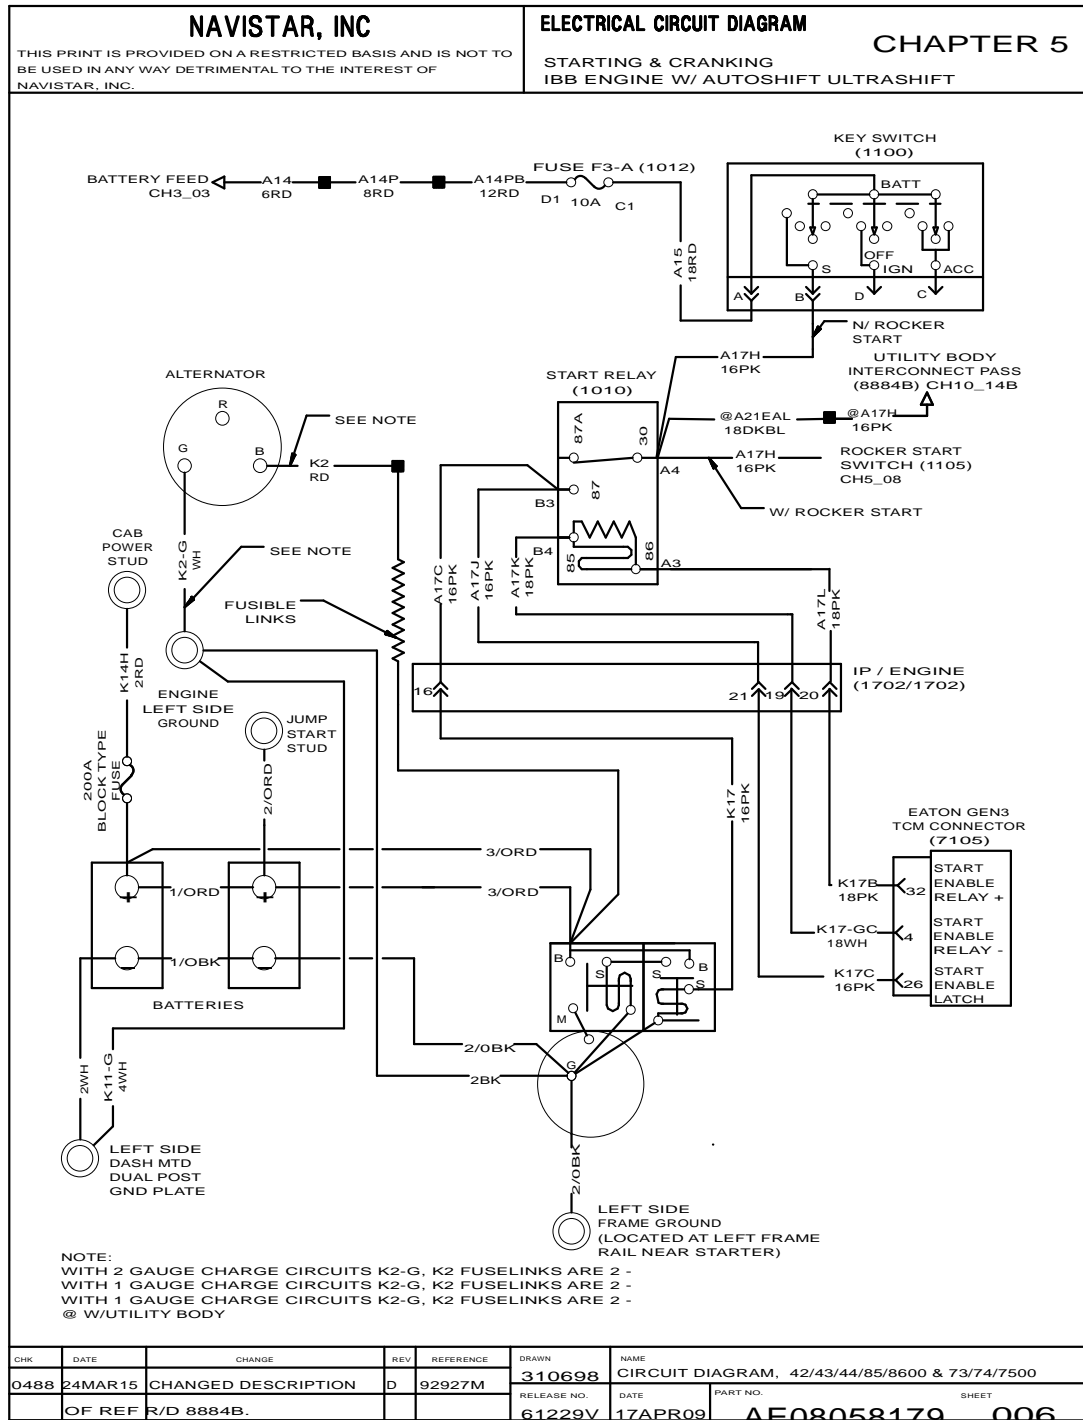 NAVISTAR, INC
THIS PRINT IS PROVIDED ON A RESTRICTED BASIS AND IS NOT TO
BE USED IN ANY WAY DETRIMENTAL TO THE INTEREST OF
NAVISTAR, INC.
ELECTRICAL CIRCUIT DIAGRAM
CHAPTER 5
STARTING & CRANKING
IBB ENGINE W/ AUTOSHIFT ULTRASHIFT
KEY SWITCH
(1100)
BATT
OFF
S
IGN
ACC
A
B
D
C
BATTERY FEED
CH3_03
A14
6RD
A14P
8RD
A14PB
12RD
FUSE F3-A (1012)
D1
10A
C1
A15
18RD
N/ ROCKER
START
A17H
16PK
UTILITY BODY
INTERCONNECT PASS
(8884B) CH10_14B
@A21EAL
18DKBL
@A17H
16PK
A17H
16PK
ROCKER START
SWITCH (1105)
CH5_08
W/ ROCKER START
START RELAY
(1010)
87A
30
A4
87
B3
B4
85
86
A3
ALTERNATOR
R
G
B
SEE NOTE
K2
RD
CAB
POWER
STUD
K2-G
WH
SEE NOTE
FUSIBLE
LINKS
A17C
16PK
A17J
16PK
A17K
18PK
A17L
18PK
K14H
2RD
ENGINE
LEFT SIDE
GROUND
JUMP
START
STUD
IP / ENGINE
(1702/1702)
16
21
19
20
200A
BLOCK TYPE
FUSE
2/ORD
K17
16PK
EATON GEN3
TCM CONNECTOR
(7105)
K17B
18PK
32
START
ENABLE
RELAY +
K17-GC
18WH
4
START
ENABLE
RELAY -
K17C
16PK
26
START
ENABLE
LATCH
3/ORD
1/ORD
3/ORD
1/OBK
BATTERIES
B
S
S
B
S
M
G
2/0BK
2BK
2WH
K11-G
4WH
LEFT SIDE
DASH MTD
DUAL POST
GND PLATE
2/0BK
LEFT SIDE
FRAME GROUND
(LOCATED AT LEFT FRAME
RAIL NEAR STARTER)
NOTE:
WITH 2 GAUGE CHARGE CIRCUITS K2-G, K2 FUSELINKS ARE 2 -
WITH 1 GAUGE CHARGE CIRCUITS K2-G, K2 FUSELINKS ARE 2 -
WITH 1 GAUGE CHARGE CIRCUITS K2-G, K2 FUSELINKS ARE 2 -
@ W/UTILITY BODY
CHK DATE CHANGE REV REFERENCE
0488 24MAR15 CHANGED DESCRIPTION D 92927M
OF REF R/D 8884B.
DRAWN
310698
NAME
CIRCUIT DIAGRAM, 42/43/44/85/8600 & 73/74/7500
RELEASE NO.
61229V
DATE
17APR09
PART NO.
AE08058179
SHEET
006